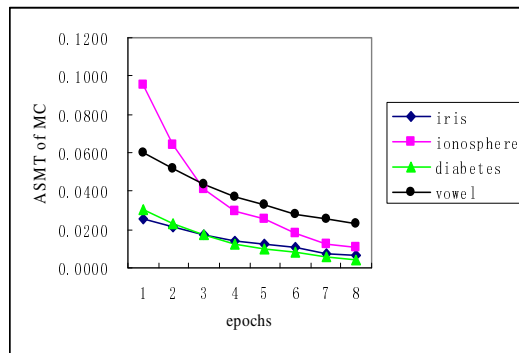 0.1200
0.1000
0.0800
0.0600
0.0400
0.0200
0.0000
ASMT of MC
1 2 3 4 5 6 7 8
epochs
iris
ionosphere
diabetes
vowel